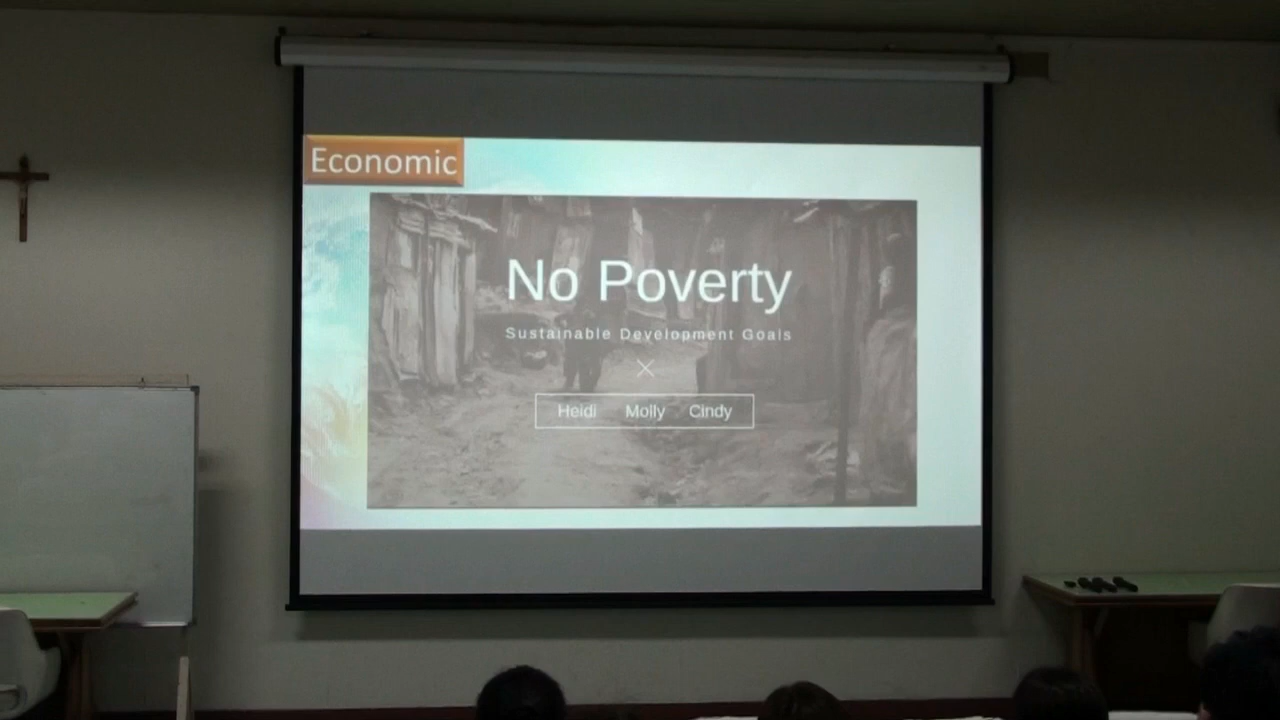 Economic
No Poverty
Sustainable Development Goals
Heidi Molly Cindy